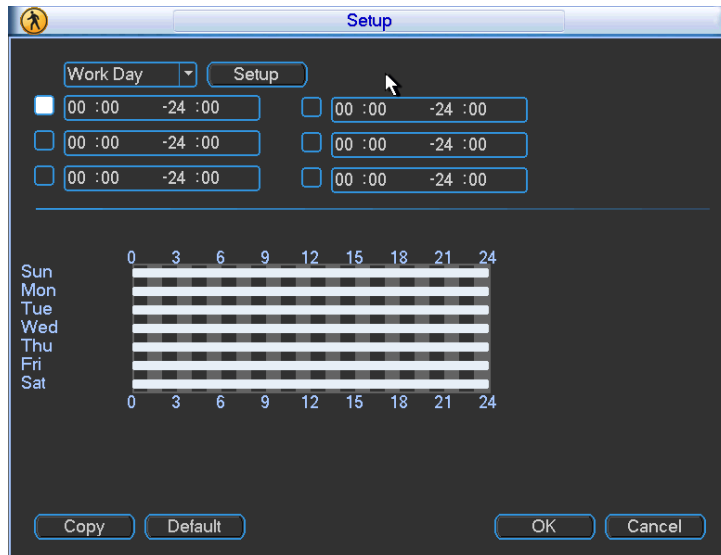 Setup
Work Day Setup
00 :00 -24 :00 00 :00 -24 :00
00 :00 -24 :00 00 :00 -24 :00
00 :00 -24 :00 00 :00 -24 :00
0 3 6 9 12 15 18 21 24
Sun
Mon
Tue
Wed
Thu
Fri
Sat
0 3 6 9 12 15 18 21 24
Copy Default OK Cancel